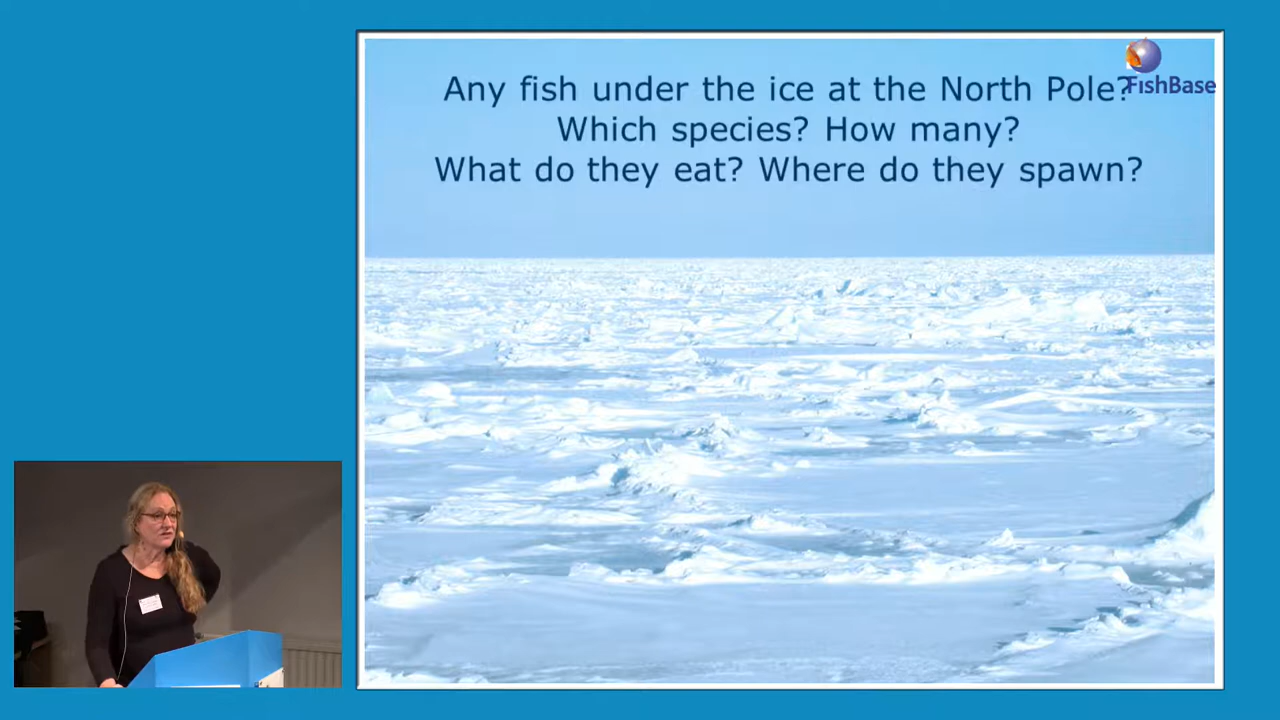 Any fish under the ice at the North Pole?
FishBase
Which species? How many?
What do they eat? Where do they spawn?